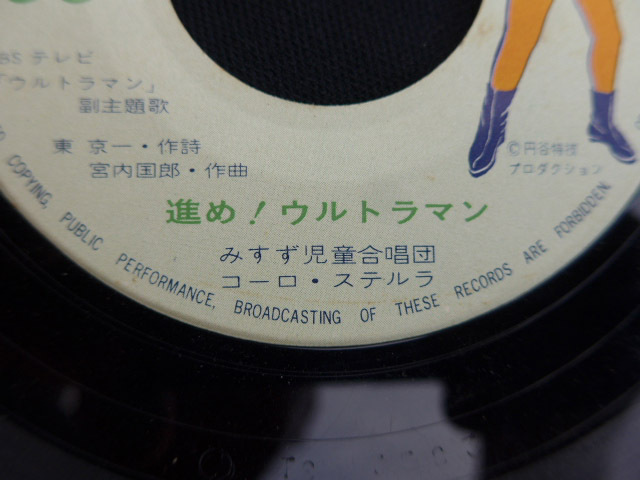 BSテレビ
「ウルトラマン」
副主題歌
東 京一・作詩
宮内国郎・作曲
©円谷特技
プロダクション
進め！ウルトラマン
みすず児童合唱団
コーロ・ステルラ
COPYING, PUBLIC PERFORMANCE, BROADCASTING OF THESE RECORDS ARE FORBIDDEN.